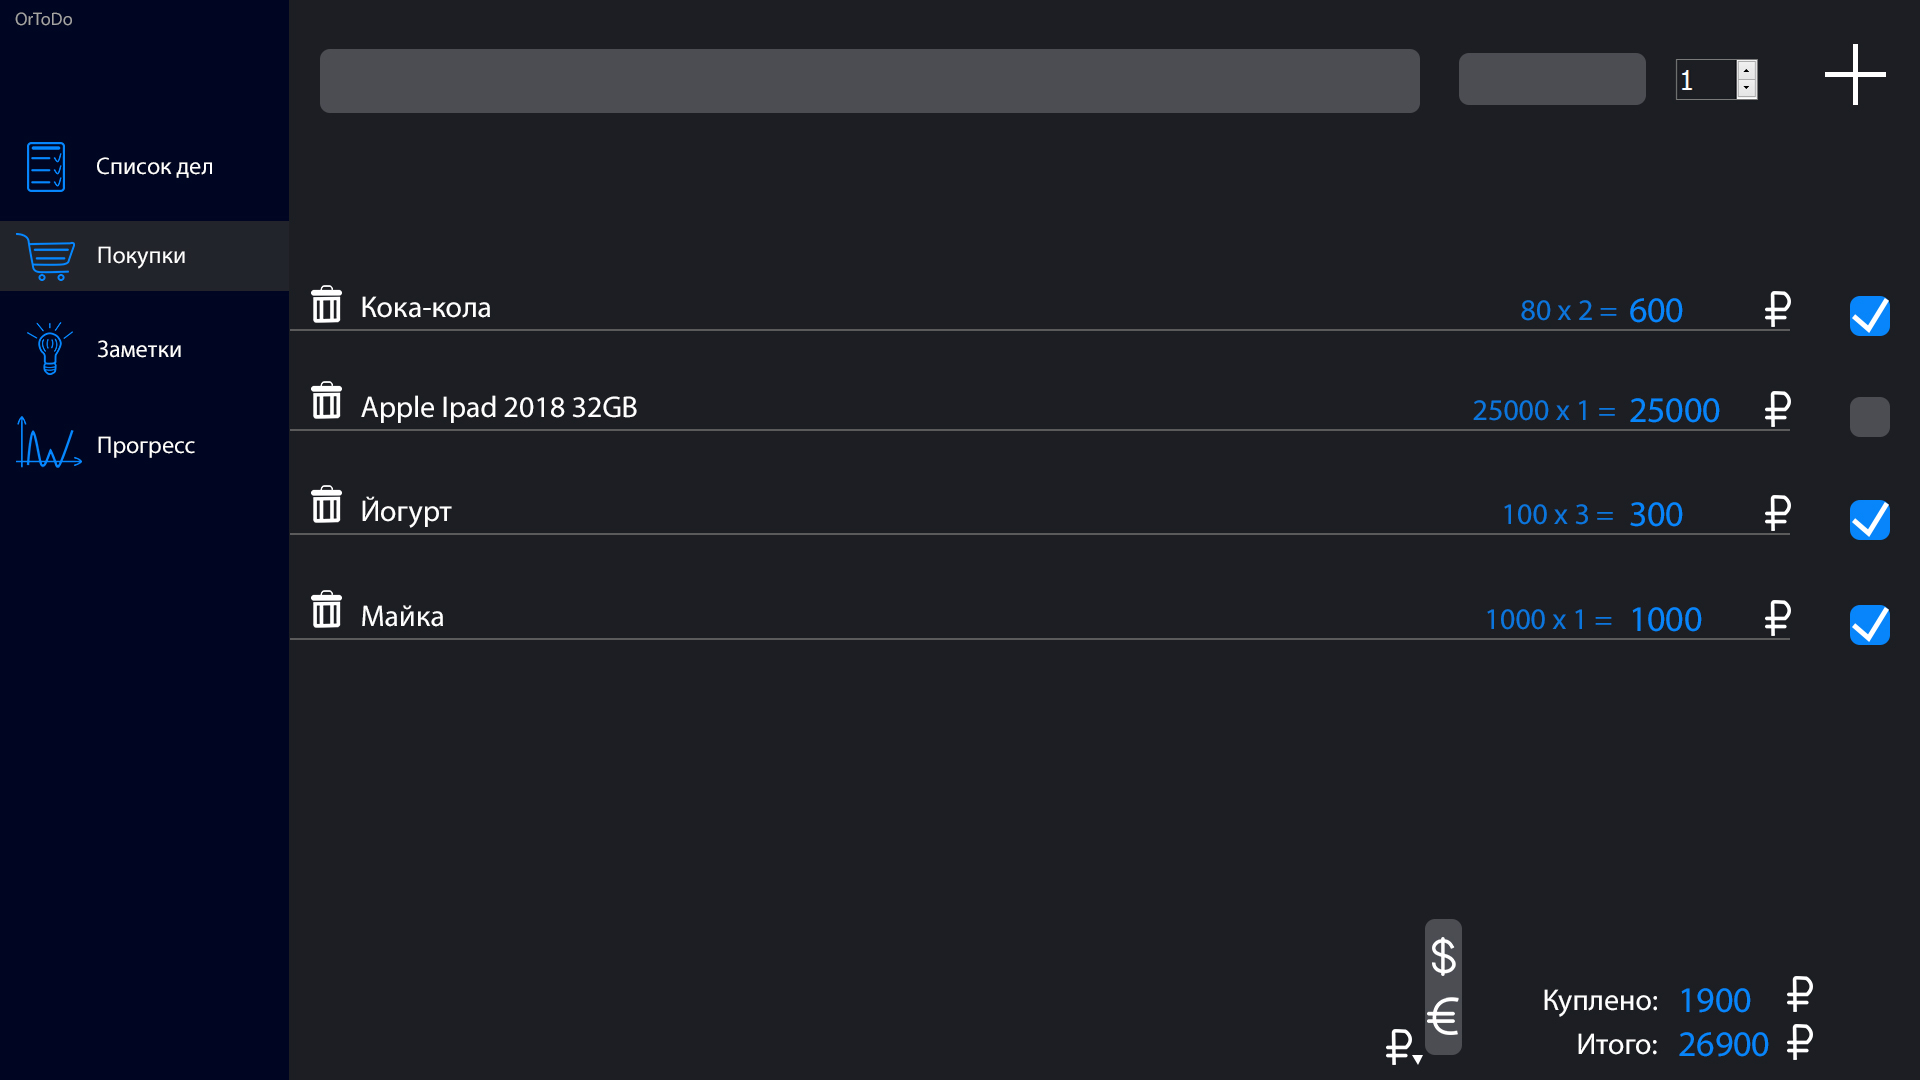 OrToDo
1
Список дел
Покупки
Заметки
Прогресс
Кока-кола 80 x 2 = 600 ₽
Apple Ipad 2018 32GB 25000 x 1 = 25000 ₽
Йогурт 100 x 3 = 300 ₽
Майка 1000 x 1 = 1000 ₽
$
€
₽
Куплено: 1900 ₽
Итого: 26900 ₽